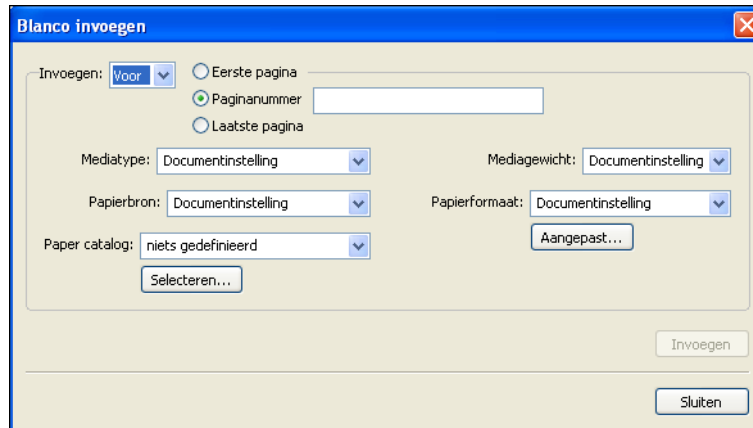 Blanco invoegen
Invoegen: Voor Eerste pagina
Paginanummer
Laatste pagina
Mediatype: Documentinstelling Mediagewicht: Documentinstelling
Papierbron: Documentinstelling Papierformaat: Documentinstelling
Paper catalog: niets gedefinieerd Aangepast...
Selecteren...
Invoegen
Sluiten